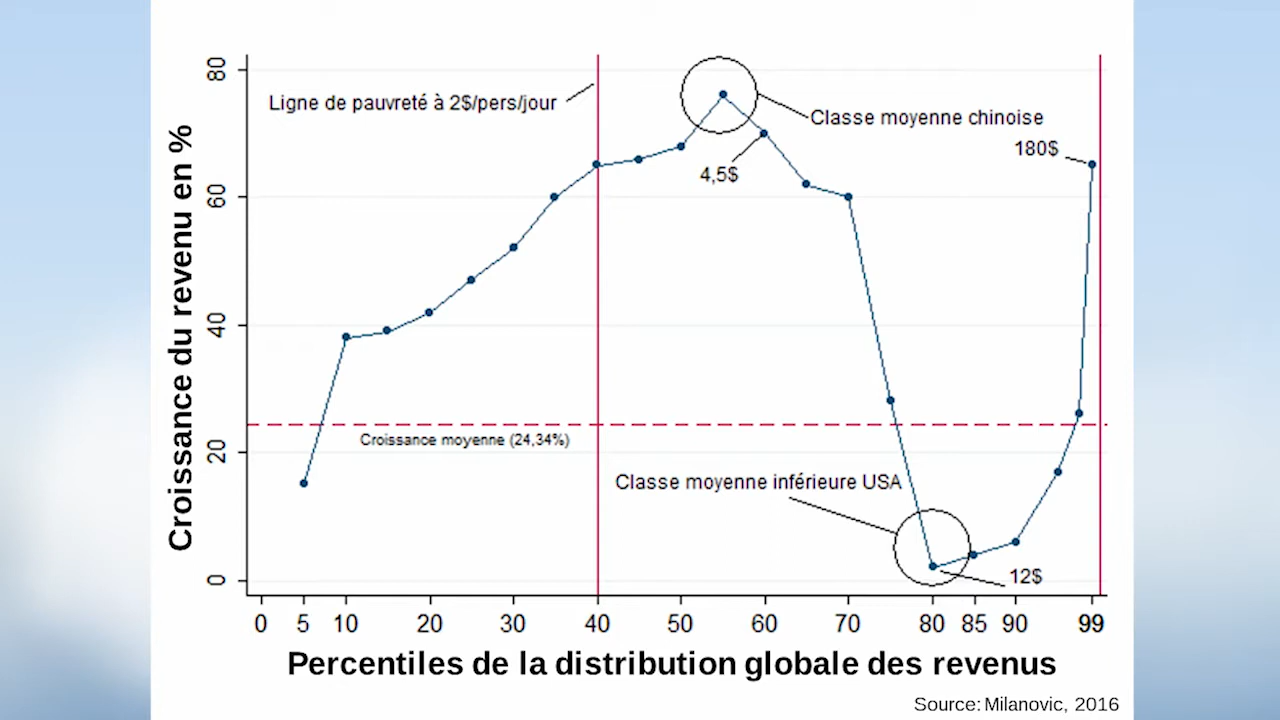 Croissance du revenu en %
80
60
40
20
0
Ligne de pauvreté à 2$/pers/jour
Classe moyenne chinoise
180$
4,5$
Croissance moyenne (24,34%)
Classe moyenne inférieure USA
12$
0 5 10 20 30 40 50 60 70 80 85 90 99
Percentiles de la distribution globale des revenus
Source: Milanovic, 2016